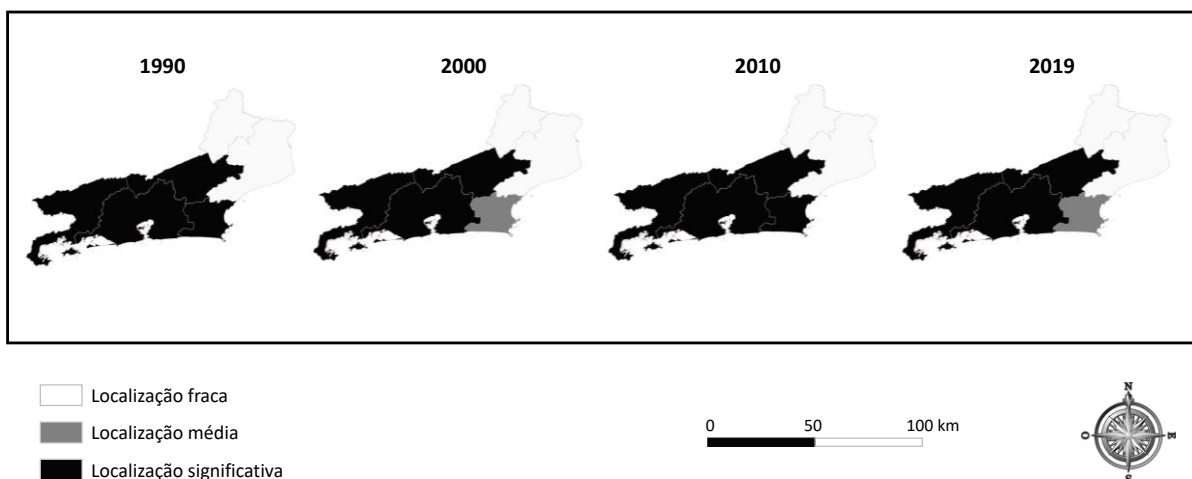 1990 2000 2010 2019
Localização fraca
Localização média
Localização significativa
0 50 100 km
N
O E
S